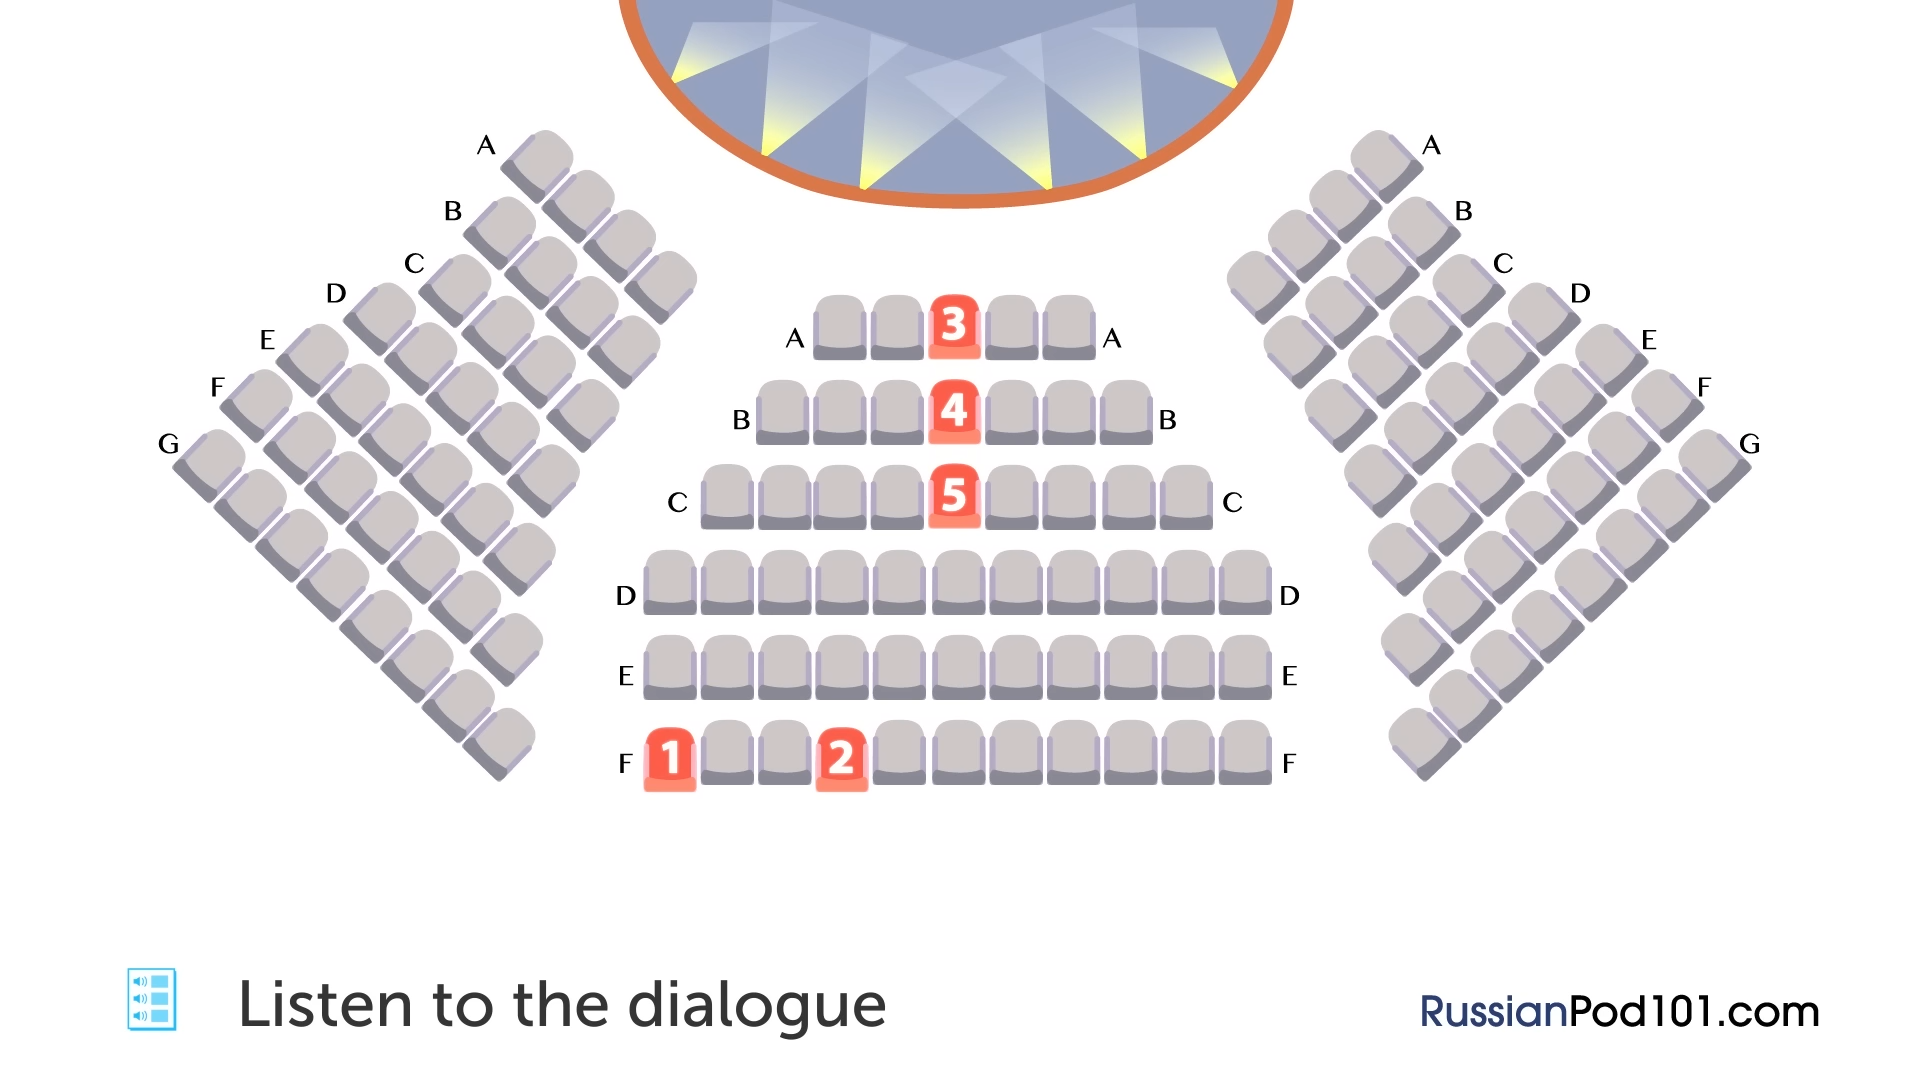 A
A
B
B
C
C
D
D
E
E
F
F
G
G
A 3 A
B 4 B
C 5 C
D D
E E
F 1 2 F
Listen to the dialogue
RussianPod101.com